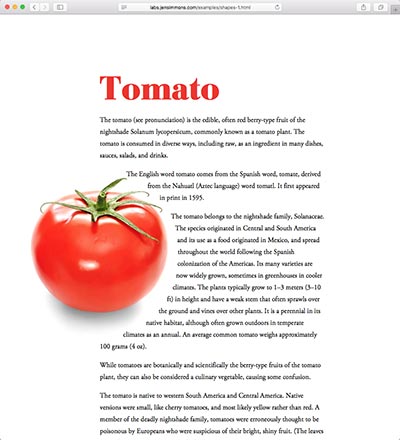 labs.jensimmons.com/examples/shapes-1.html
Tomato
The tomato (see pronunciation) is the edible, often red berry-type fruit of the
nightshade Solanum lycopersicum, commonly known as a tomato plant. The
tomato is consumed in diverse ways, including raw, as an ingredient in many dishes,
sauces, salads, and drinks.
The English word tomato comes from the Spanish word, tomate, derived
from the Nahuatl (Aztec language) word tomatl. It first appeared
in print in 1595.
The tomato belongs to the nightshade family, Solanaceae.
The species originated in Central and South America
and its use as a food originated in Mexico, and spread
throughout the world following the Spanish
colonization of the Americas. Its many varieties are
now widely grown, sometimes in greenhouses in cooler
climates. The plants typically grow to 1–3 meters (3–10
ft) in height and have a weak stem that often sprawls over
the ground and vines over other plants. It is a perennial in its
native habitat, although often grown outdoors in temperate
climates as an annual. An average common tomato weighs approximately
100 grams (4 oz).
While tomatoes are botanically and scientifically the berry-type fruits of the tomato
plant, they can also be considered a culinary vegetable, causing some confusion.
The tomato is native to western South America and Central America. Native
versions were small, like cherry tomatoes, and most likely yellow rather than red. A
member of the deadly nightshade family, tomatoes were erroneously thought to be
poisonous by Europeans who were suspicious of their bright, shiny fruit. (The leaves